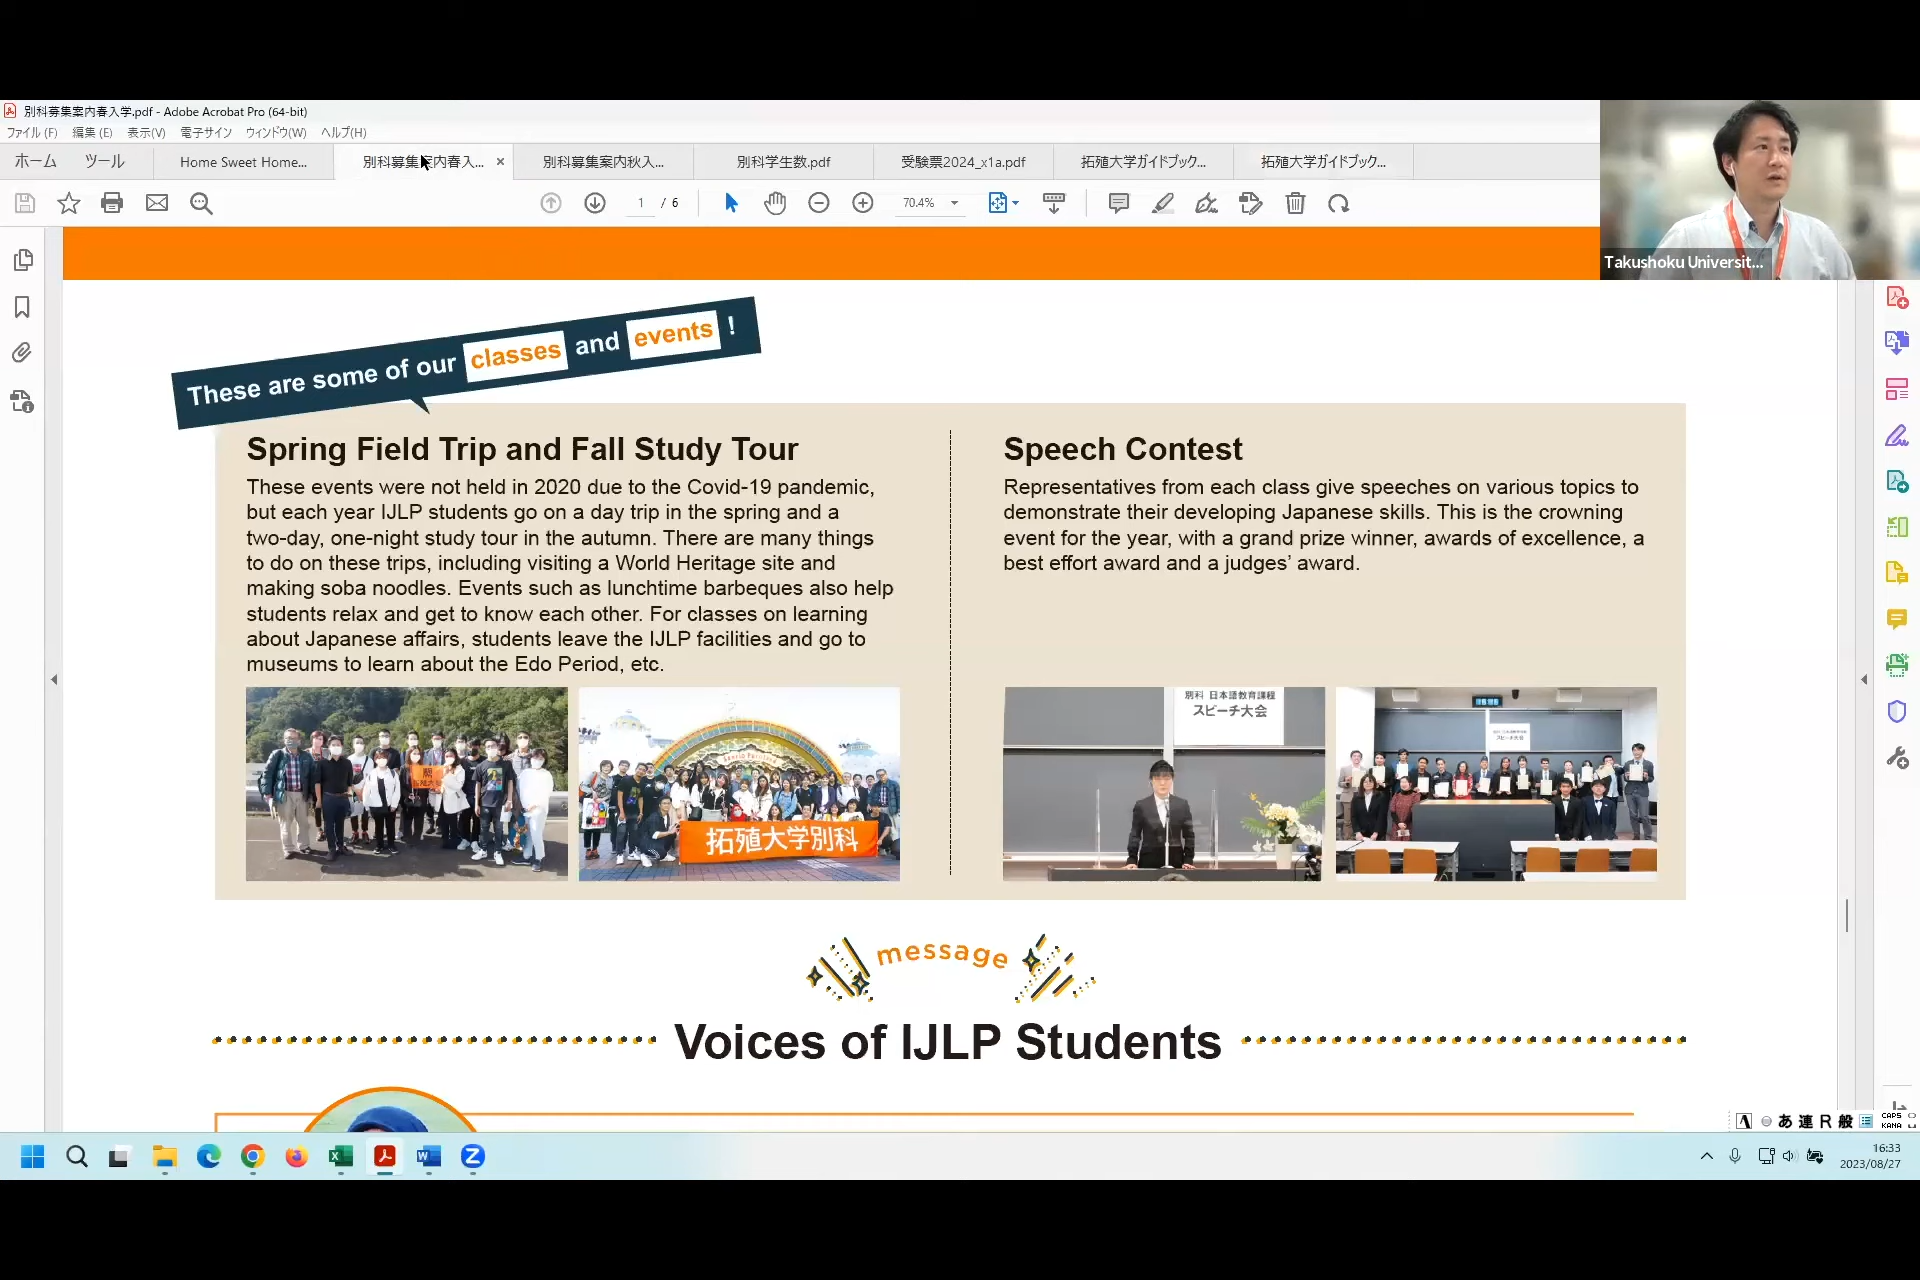 別科募集案内春入学.pdf - Adobe Acrobat Pro (64-bit)
ファイル(F) 編集(E) 表示(V) 電子サイン ウィンドウ(W) ヘルプ(H)
ホーム ツール Home Sweet Home... 別科募集案内春入... × 別科募集案内秋入... 別科学生数.pdf 受験票2024_x1a.pdf 拓殖大学ガイドブック... 拓殖大学ガイドブック...
1 / 6 70.4%
Takushoku Universit...
These are some of our classes and events !
Spring Field Trip and Fall Study Tour
These events were not held in 2020 due to the Covid-19 pandemic,
but each year IJLP students go on a day trip in the spring and a
two-day, one-night study tour in the autumn. There are many things
to do on these trips, including visiting a World Heritage site and
making soba noodles. Events such as lunchtime barbeques also help
students relax and get to know each other. For classes on learning
about Japanese affairs, students leave the IJLP facilities and go to
museums to learn about the Edo Period, etc.
拓殖大学別科
Speech Contest
Representatives from each class give speeches on various topics to
demonstrate their developing Japanese skills. This is the crowning
event for the year, with a grand prize winner, awards of excellence, a
best effort award and a judges’ award.
別科 日本語教育課程
スピーチ大会
message
Voices of IJLP Students
A あ 連 R 般 CAPS KANA
16:33
2023/08/27